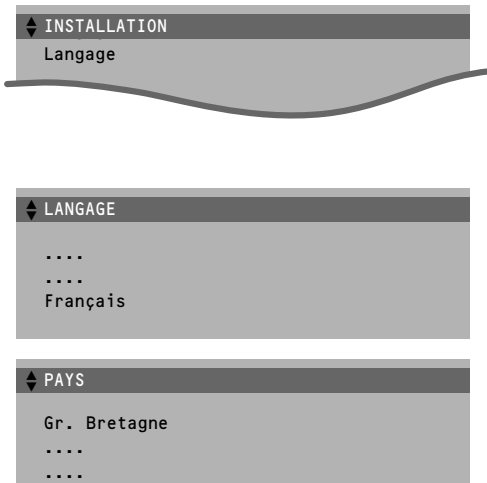 INSTALLATION
Langage
LANGAGE
....
....
Français
PAYS
Gr. Bretagne
....
....